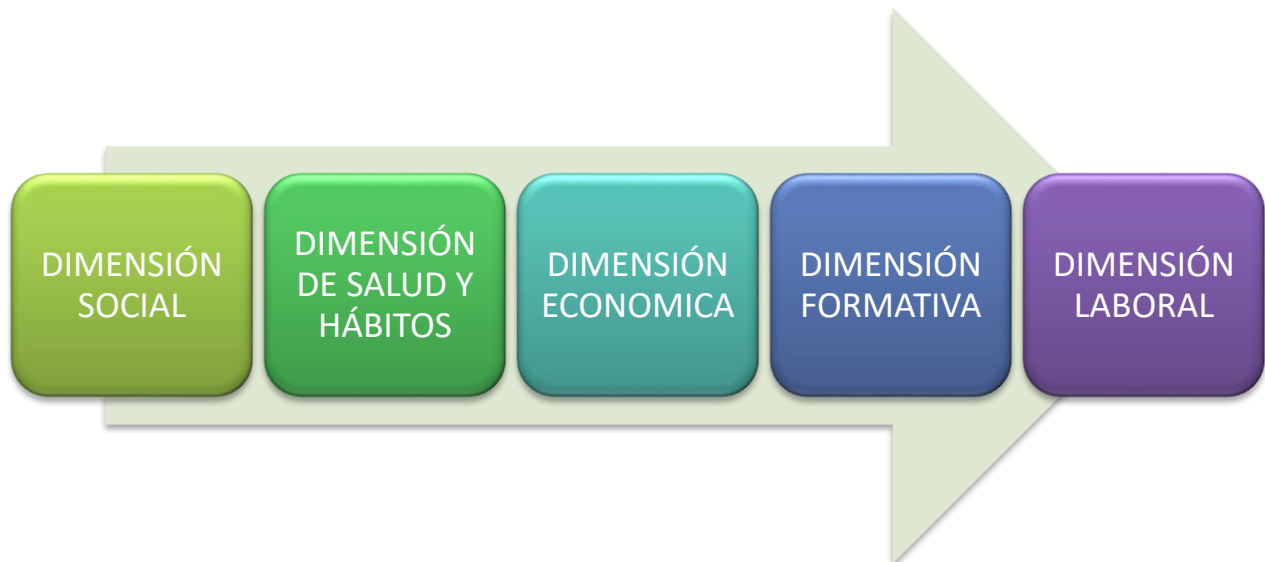 DIMENSIÓN
SOCIAL
DIMENSIÓN
DE SALUD Y
HÁBITOS
DIMENSIÓN
ECONOMICA
DIMENSIÓN
FORMATIVA
DIMENSIÓN
LABORAL